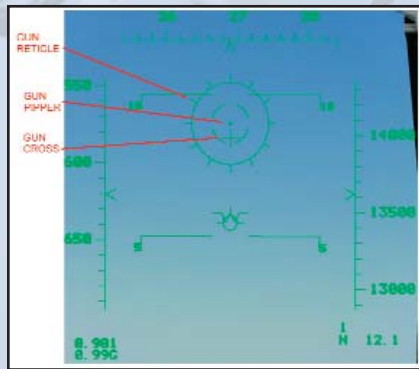 26 27 28
GUN
RETICLE
550
10 10
GUN
PIPPER
14000
GUN
CROSS
600
13500
650
5 5
13000
1
0.901 N 12.1
0.99G